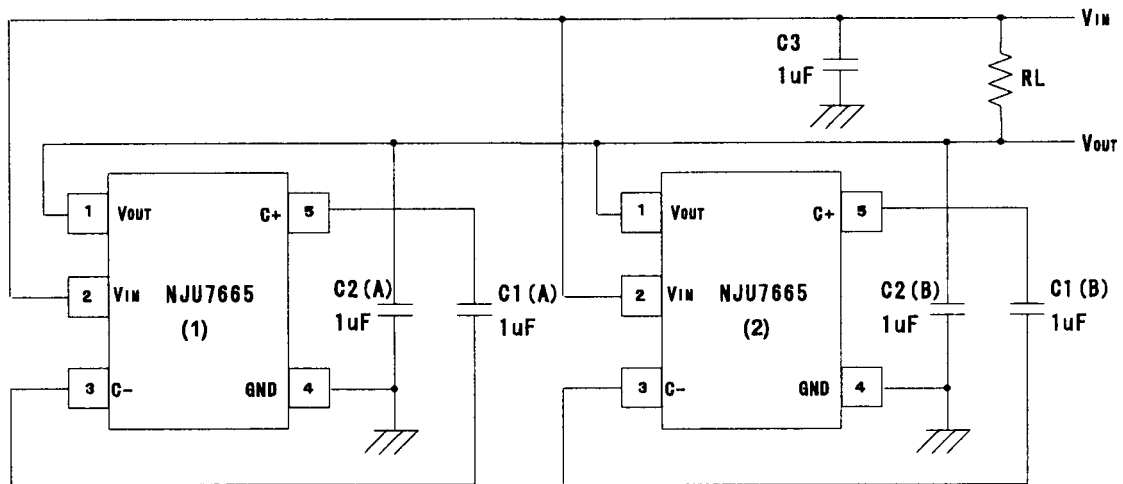 VIN
C3
1uF
RL
VOUT
1
VOUT
C+
5
2
VIN
NJU7665
(1)
3
C-
GND
4
C2(A)
1uF
C1(A)
1uF
1
VOUT
C+
5
2
VIN
NJU7665
(2)
3
C-
GND
4
C2(B)
1uF
C1(B)
1uF